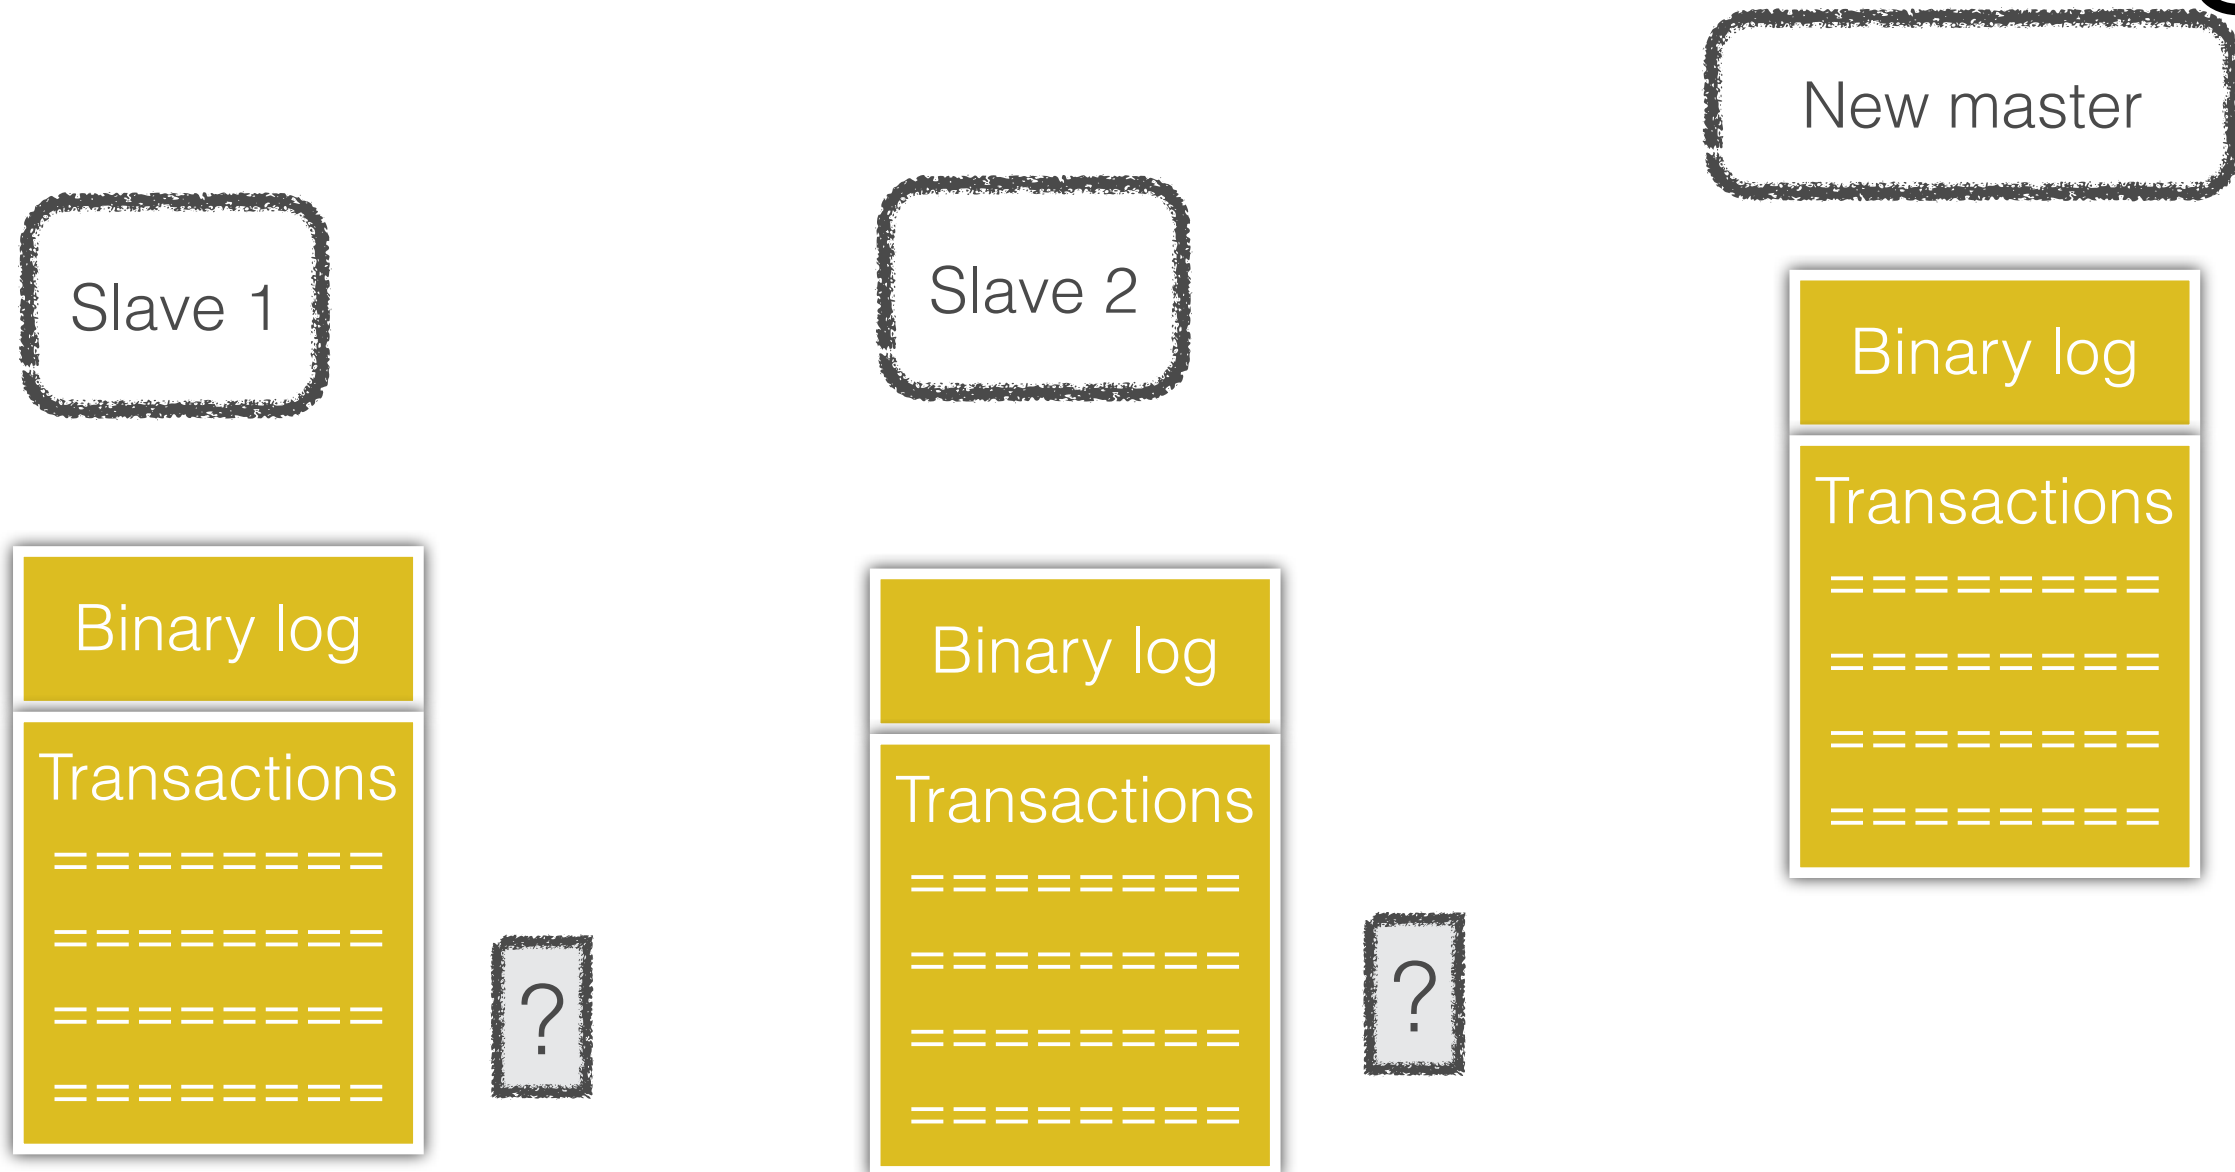 New master
Slave 1
Slave 2
Binary log
Transactions
========
========
========
========
Binary log
Transactions
========
========
========
========
?
Binary log
Transactions
========
========
========
========
?